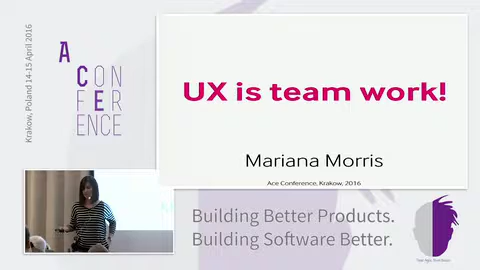 Krakow, Poland 14-15 April 2016
A
CON
FER
ENCE
UX is team work!
Mariana Morris
Ace Conference, Krakow, 2016
Building Better Products.
Building Software Better.